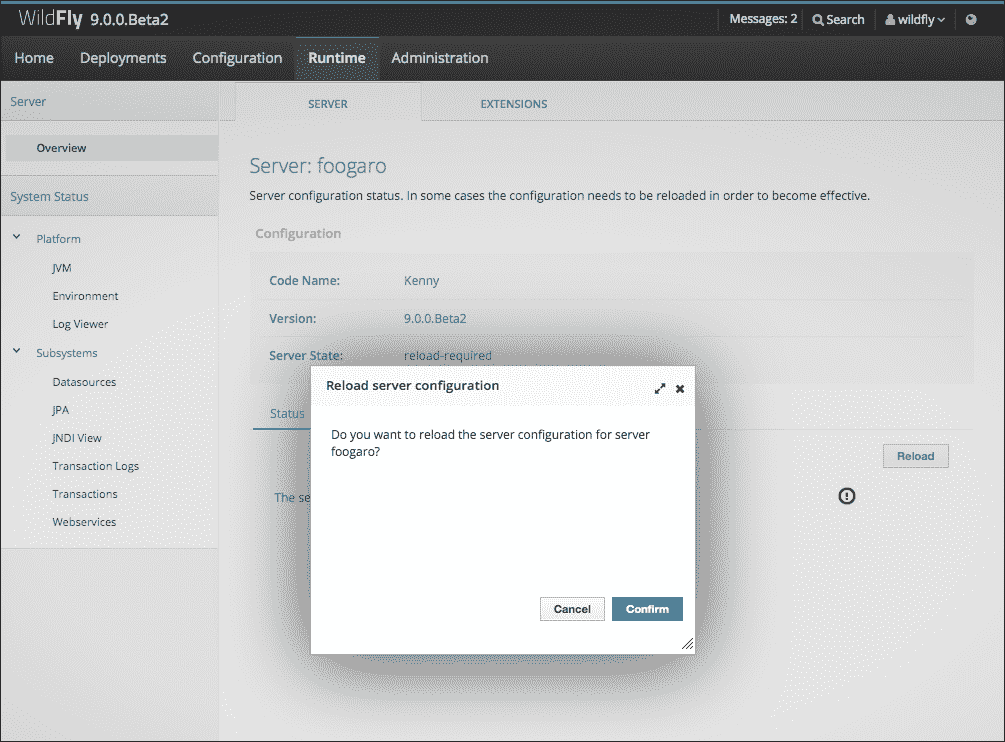 WildFly 9.0.0.Beta2
Messages: 2 Search wildfly
Home Deployments Configuration Runtime Administration
Server
Overview
System Status
Platform
JVM
Environment
Log Viewer
Subsystems
Datasources
JPA
JNDI View
Transaction Logs
Transactions
Webservices
SERVER EXTENSIONS
Server: foogaro
Server configuration status. In some cases the configuration needs to be reloaded in order to become effective.
Configuration
Code Name: Kenny
Version: 9.0.0.Beta2
Server State: reload-required
Status
Reload
The se
Reload server configuration
Do you want to reload the server configuration for server
foogaro?
Cancel Confirm